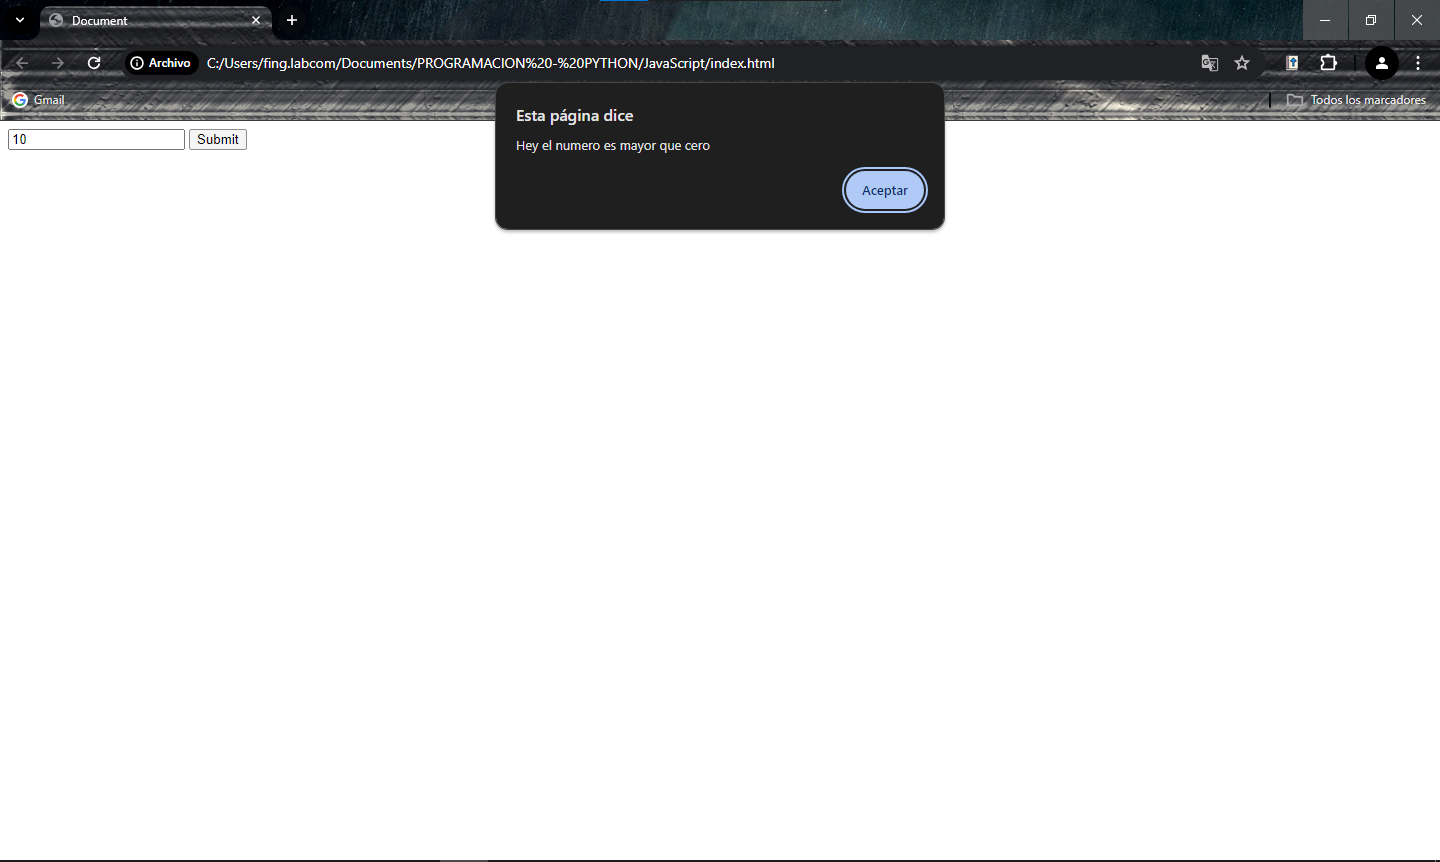 Document
Archivo
C:/Users/fing.labcom/Documents/PROGRAMACION%20-%20PYTHON/JavaScript/index.html
Gmail
Todos los marcadores
10
Submit
Esta página dice
Hey el numero es mayor que cero
Aceptar